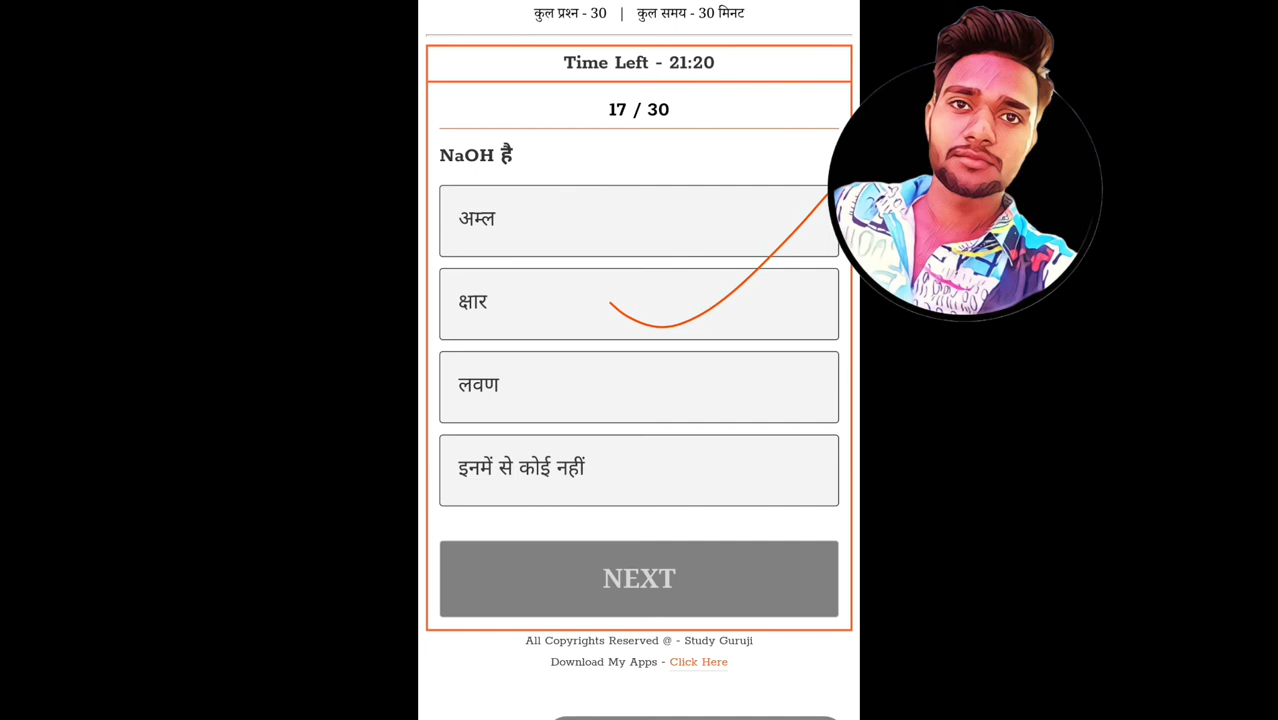 कुल प्रश्न - 30 | कुल समय - 30 मिनट
Time Left - 21:20
17 / 30
NaOH है
अम्ल
क्षार
लवण
इनमें से कोई नहीं
NEXT
All Copyrights Reserved @ - Study Guruji
Download My Apps - Click Here